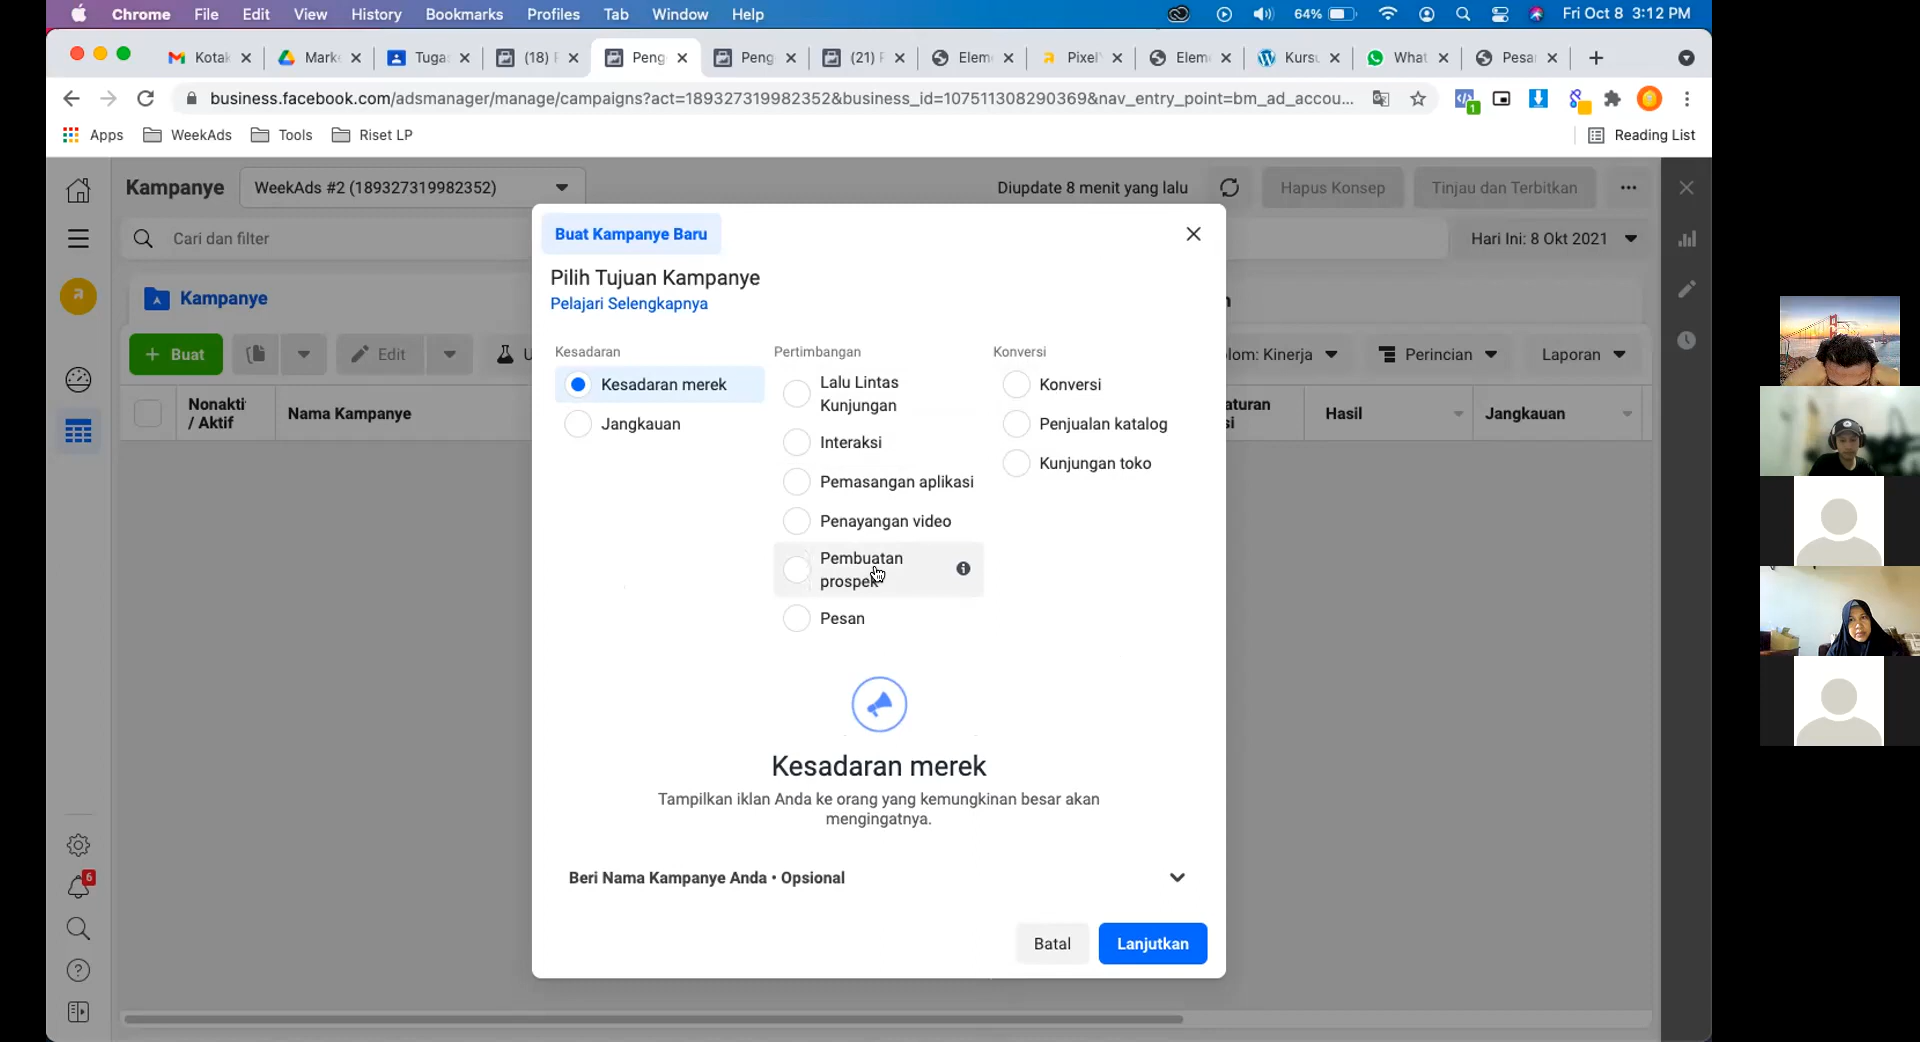 Chrome File Edit View History Bookmarks Profiles Tab Window Help 64% Fri Oct 8 3:12 PM
Kotak Marke Tuga (18) F Peng Peng (21) F Elem Pixel Elem Kursu What Pesan
business.facebook.com/adsmanager/manage/campaigns?act=189327319982352&business_id=107511308290369&nav_entry_point=bm_ad_accou... 1
Apps WeekAds Tools Riset LP Reading List
Kampanye WeekAds #2 (189327319982352) Diupdate 8 menit yang lalu Hapus Konsep Tinjau dan Terbitkan
Cari dan filter Hari Ini: 8 Okt 2021
Kampanye
+ Buat Edit U lom: Kinerja Perincian Laporan
Nonakti / Aktif
Nama Kampanye
aturan
si
Hasil
Jangkauan
6
Buat Kampanye Baru
Pilih Tujuan Kampanye
Pelajari Selengkapnya
Kesadaran
Kesadaran merek
Jangkauan
Pertimbangan
Lalu Lintas
Kunjungan
Interaksi
Pemasangan aplikasi
Penayangan video
Pembuatan
prospek
Pesan
Konversi
Konversi
Penjualan katalog
Kunjungan toko
Kesadaran merek
Tampilkan iklan Anda ke orang yang kemungkinan besar akan
mengingatnya.
Beri Nama Kampanye Anda • Opsional
Batal Lanjutkan